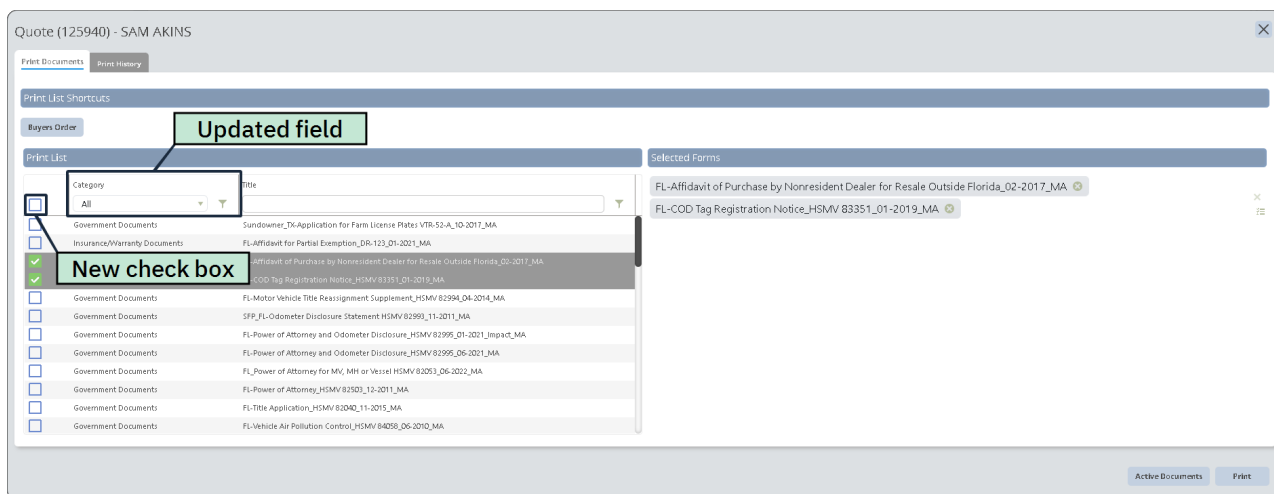 Quote (125940) - SAM AKINS
Print Documents Print History
Print List Shortcuts
Buyers Order
Updated field
Print List
Selected Forms
Category Title
All
FL-Affidavit of Purchase by Nonresident Dealer for Resale Outside Florida_02-2017_MA
FL-COD Tag Registration Notice_HSMV 83351_01-2019_MA
Government Documents Sundowner_TX-Application for Farm License Plates VTR-52-A_10-2017_MA
Insurance/Warranty Documents FL-Affidavit for Partial Exemption_DR-123_01-2021_MA
New check box
-Affidavit of Purchase by Nonresident Dealer for Resale Outside Florida_02-2017_MA
-COD Tag Registration Notice_HSMV 83351_01-2019_MA
Government Documents FL-Motor Vehicle Title Reassignment Supplement_HSMV 82994_04-2014_MA
Government Documents SFP_FL-Odometer Disclosure Statement HSMV 82993_11-2011_MA
Government Documents FL-Power of Attorney and Odometer Disclosure_HSMV 82995_01-2021_Impact_MA
Government Documents FL-Power of Attorney and Odometer Disclosure_HSMV 82995_06-2021_MA
Government Documents FL_Power of Attorney for MV, MH or Vessel HSMV 82053_06-2022_MA
Government Documents FL-Power of Attorney_HSMV 82503_12-2011_MA
Government Documents FL-Title Application_HSMV 82040_11-2015_MA
Government Documents FL-Vehicle Air Pollution Control_HSMV 84058_06-2010_MA
Active Documents Print